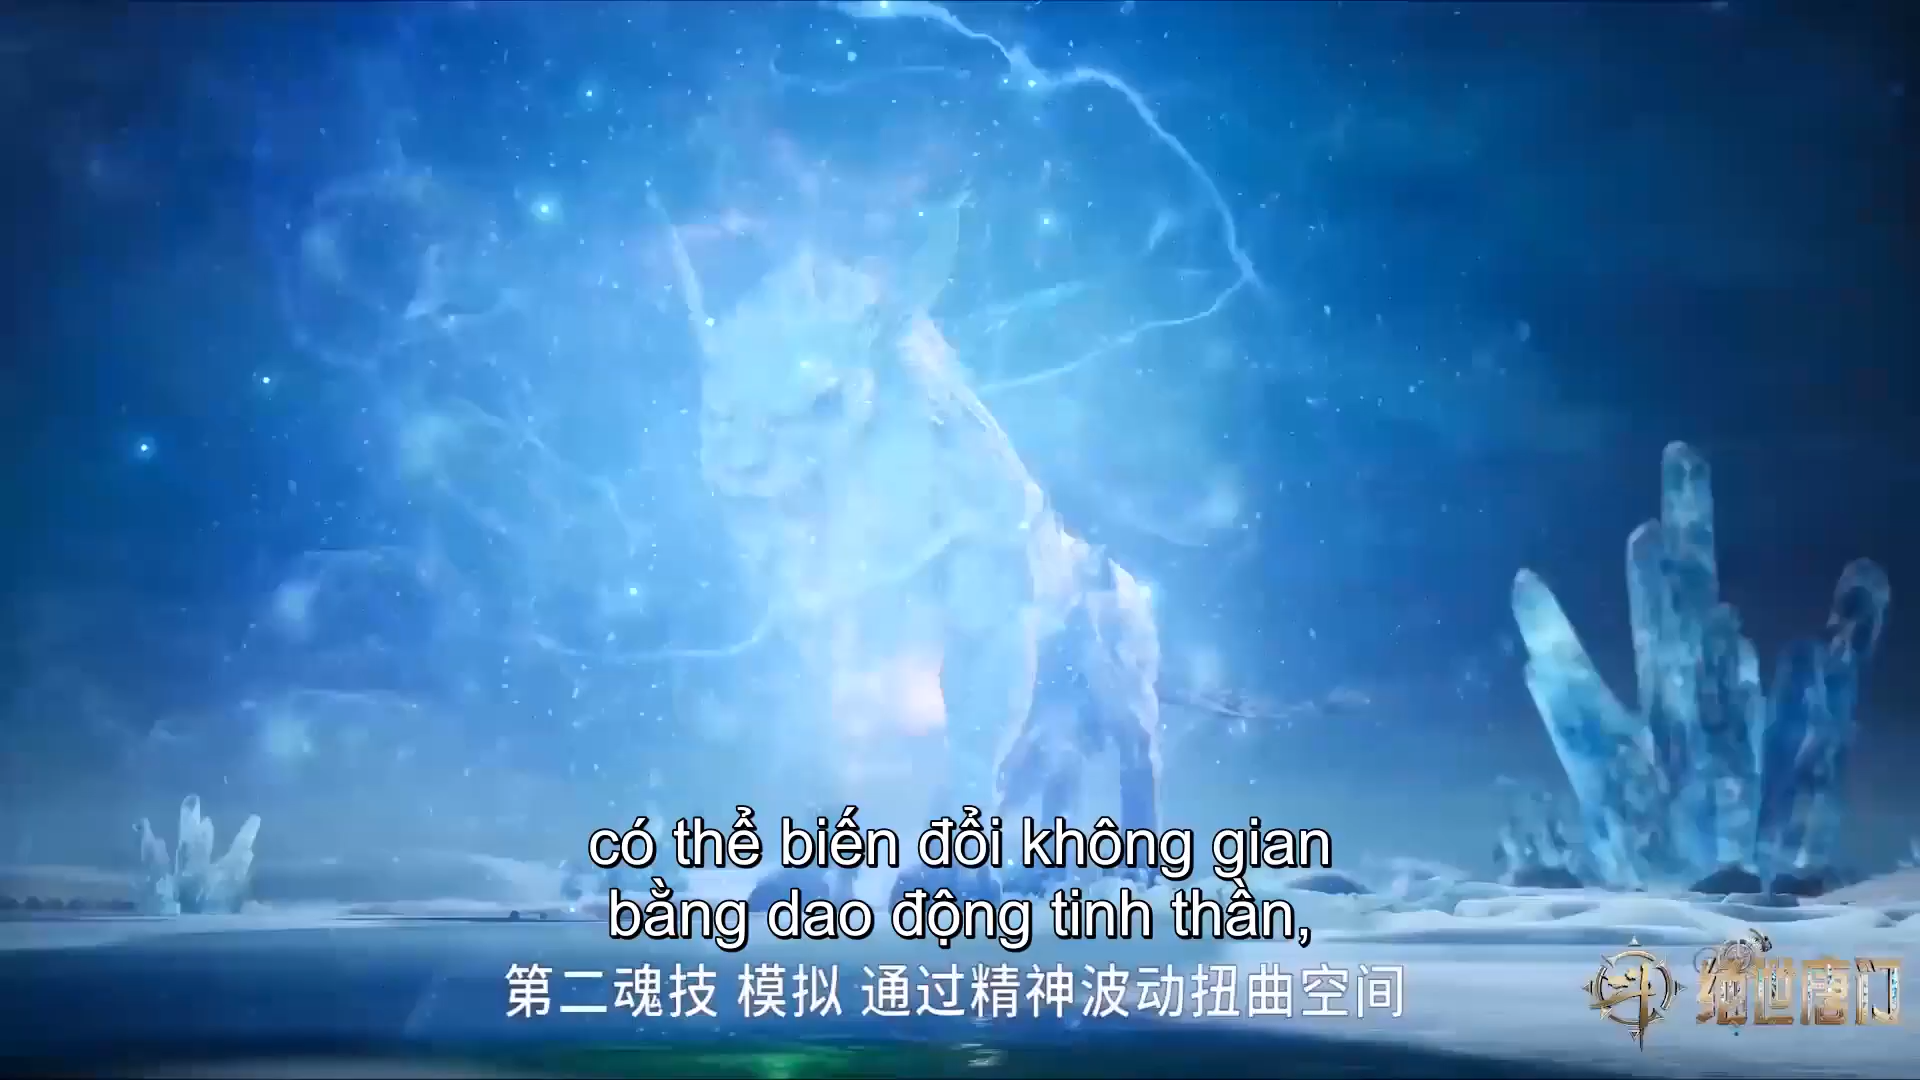 có thể biến đổi không gian
bằng dao động tinh thần,
第二魂技 模拟 通过精神波动扭曲空间
斗 绝世唐门